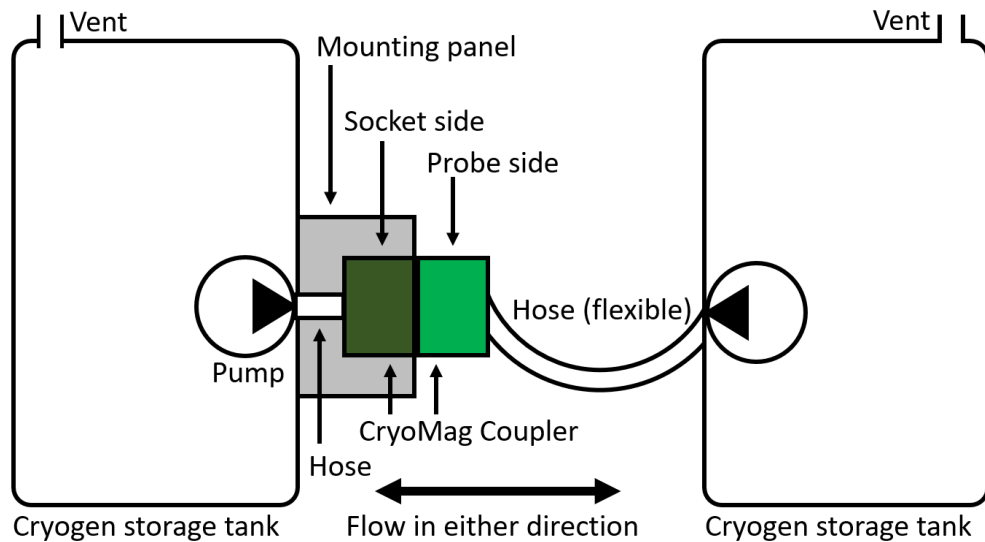 Vent
Vent
Mounting panel
Socket side
Probe side
Hose (flexible)
Pump
CryoMag Coupler
Hose
Cryogen storage tank
Flow in either direction
Cryogen storage tank